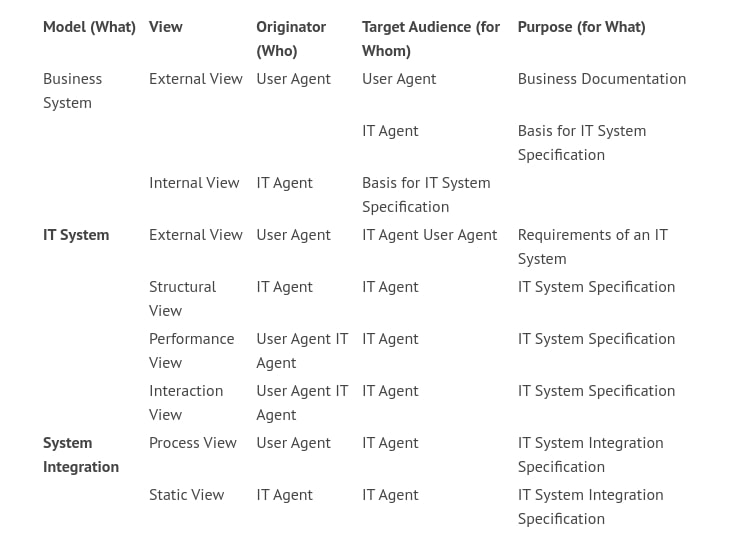 Model (What) View Originator (Who) Target Audience (for Whom) Purpose (for What)
Business System External View User Agent User Agent Business Documentation
IT Agent Basis for IT System Specification
Internal View IT Agent Basis for IT System Specification
IT System External View User Agent IT Agent User Agent Requirements of an IT System
Structural View IT Agent IT Agent IT System Specification
Performance View User Agent IT Agent IT Agent IT System Specification
Interaction View User Agent IT Agent IT Agent IT System Specification
System Integration Process View User Agent IT Agent IT System Integration Specification
Static View IT Agent IT Agent IT System Integration Specification